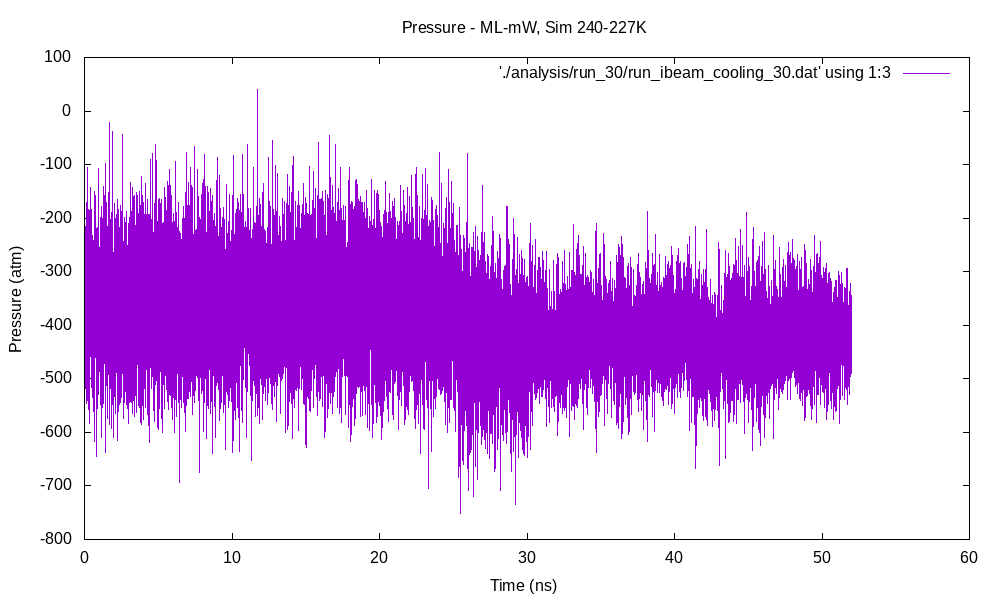 Pressure - ML-mW, Sim 240-227K
'./analysis/run_30/run_ibeam_cooling_30.dat' using 1:3
Pressure (atm)
100
0
-100
-200
-300
-400
-500
-600
-700
-800
0 10 20 30 40 50 60
Time (ns)